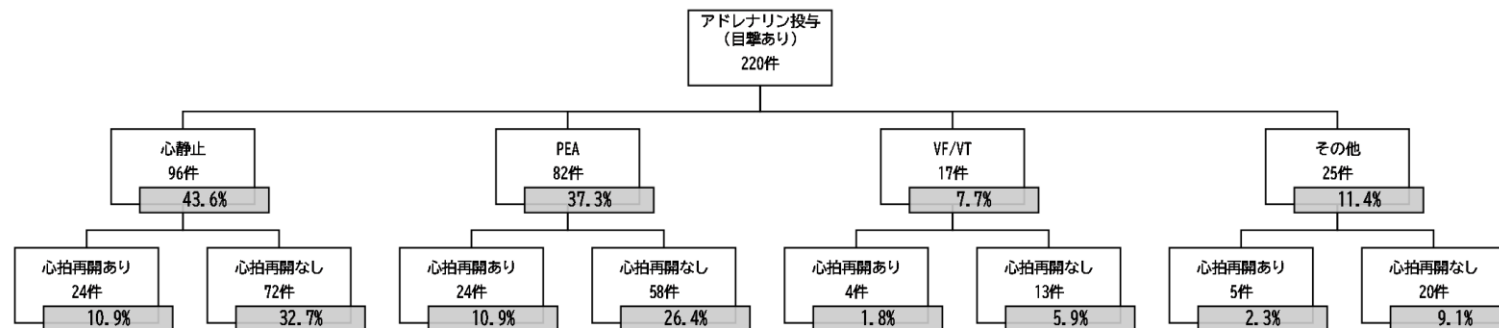 アドレナリン投与
（目撃あり）
220件
心静止
96件
43.6%
PEA
82件
37.3%
VF/VT
17件
7.7%
その他
25件
11.4%
心拍再開あり
24件
10.9%
心拍再開なし
72件
32.7%
心拍再開あり
24件
10.9%
心拍再開なし
58件
26.4%
心拍再開あり
4件
1.8%
心拍再開なし
13件
5.9%
心拍再開あり
5件
2.3%
心拍再開なし
20件
9.1%